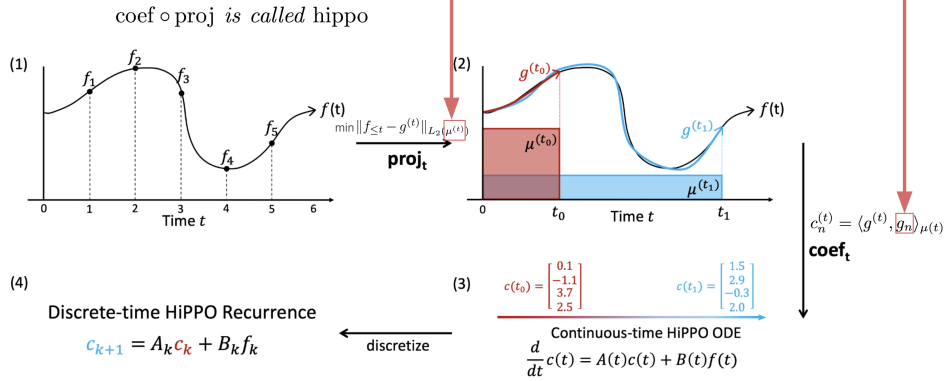 coef ∘ proj is called hippo
(1)
f₁
f₂
f₃
f₄
f₅
f(t)
0 1 2 3 4 5 6
Time t
min ‖f≤t − g⁽ᵗ⁾‖L₂(μ⁽ᵗ⁾)
projₜ
(2)
g^(t₀)
g^(t₁)
f(t)
μ^(t₀)
μ^(t₁)
0 t₀ Time t t₁
cₙ⁽ᵗ⁾ = ⟨g⁽ᵗ⁾, gₙ⟩μ(t)
coefₜ
(3)
c(t₀) = [0.1 −1.1 3.7 2.5]
c(t₁) = [1.5 2.9 −0.3 2.0]
Continuous-time HiPPO ODE
d/dt c(t) = A(t)c(t) + B(t)f(t)
discretize
(4)
Discrete-time HiPPO Recurrence
cₖ₊₁ = Aₖcₖ + Bₖfₖ